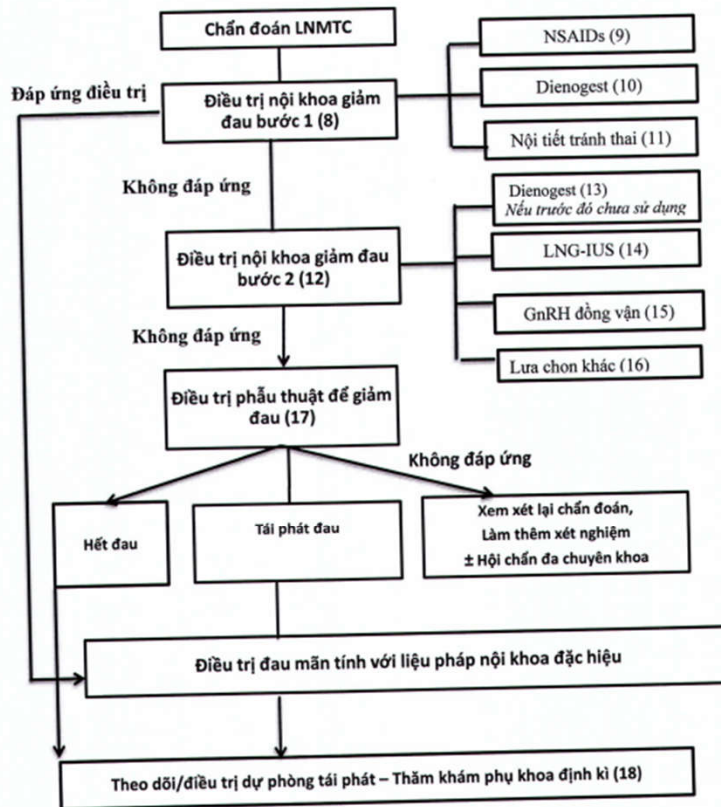 Chẩn đoán LNMTC
NSAIDs (9)
Đáp ứng điều trị
Điều trị nội khoa giảm
đau bước 1 (8)
Dienogest (10)
Nội tiết tránh thai (11)
Không đáp ứng
Dienogest (13)
Nếu trước đó chưa sử dụng
Điều trị nội khoa giảm đau
bước 2 (12)
LNG-IUS (14)
GnRH đồng vận (15)
Không đáp ứng
Lưa chon khác (16)
Điều trị phẫu thuật để giảm
đau (17)
Không đáp ứng
Hết đau
Tái phát đau
Xem xét lại chẩn đoán,
Làm thêm xét nghiệm
± Hội chẩn đa chuyên khoa
Điều trị đau mãn tính với liệu pháp nội khoa đặc hiệu
Theo dõi/điều trị dự phòng tái phát – Thăm khám phụ khoa định kì (18)